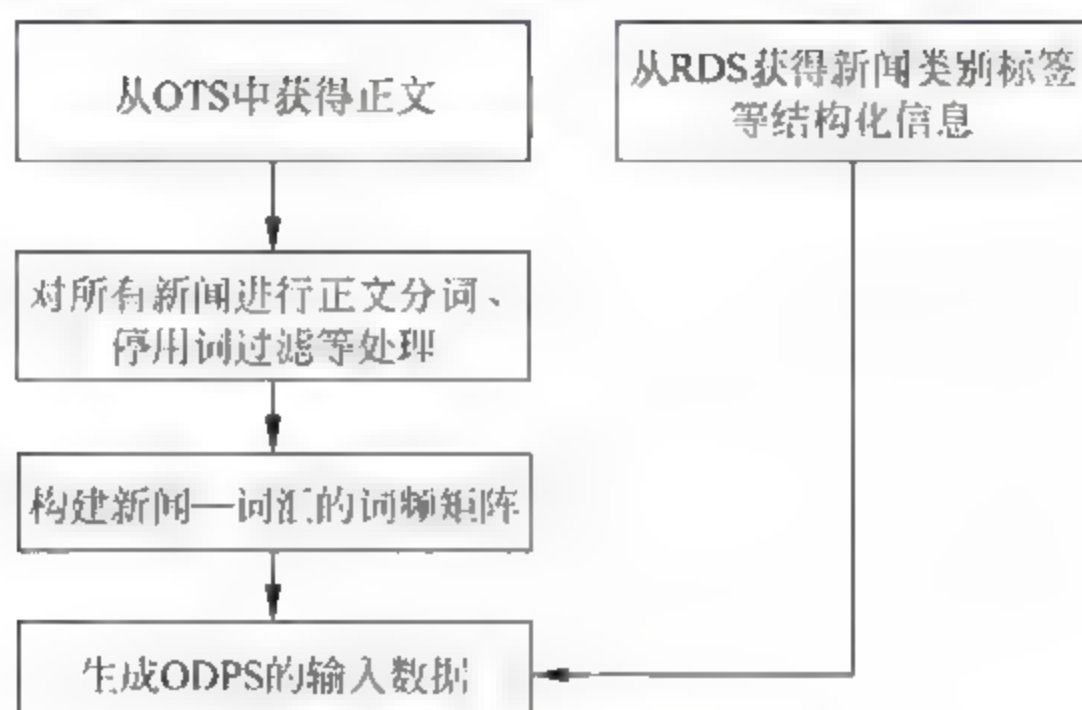 从OTS中获得正文
从RDS获得新闻类别标签
等结构化信息
对所有新闻进行正文分词、
停用词过滤等处理
构建新闻—词汇的词频矩阵
生成ODPS的输入数据